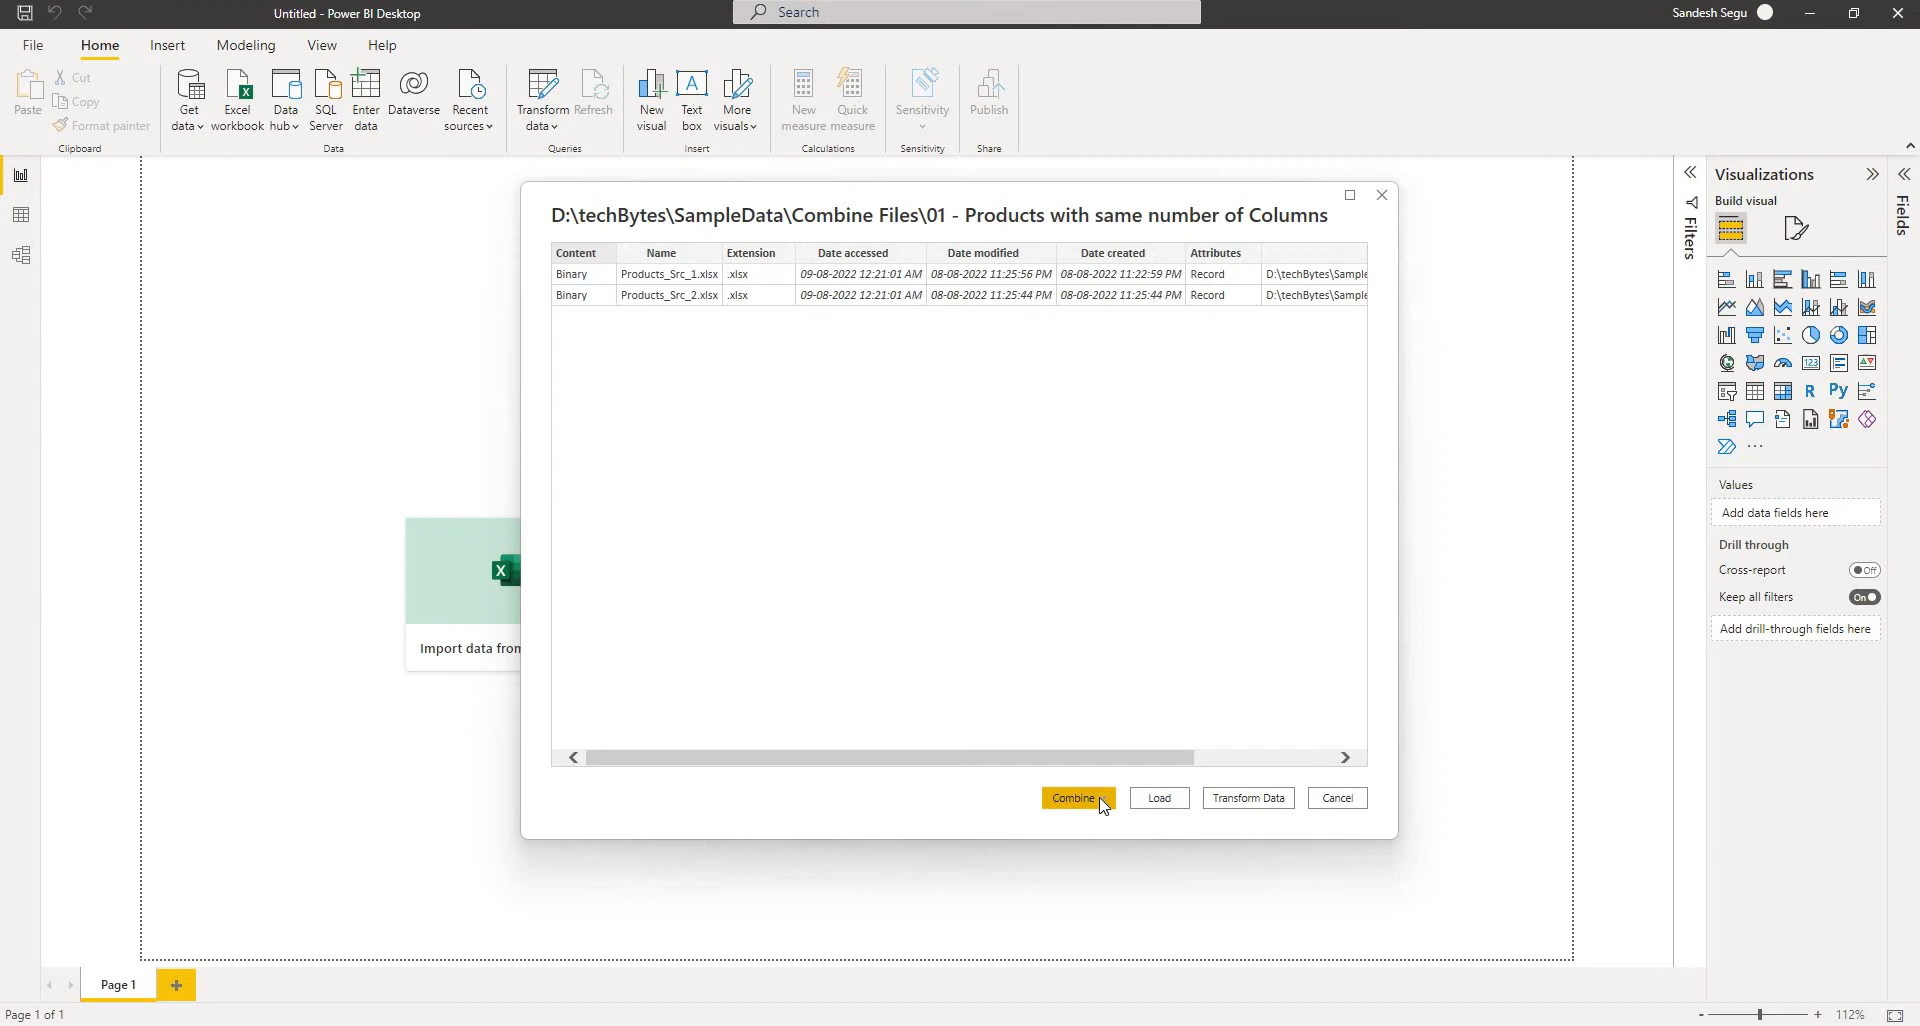 Untitled - Power BI Desktop
Search
Sandesh Segu
File Home Insert Modeling View Help
Paste
Cut
Copy
Format painter
Clipboard
Get data
Excel workbook
Data hub
SQL Server
Enter data
Dataverse
Recent sources
Data
Transform data
Refresh
Queries
New visual
Text box
More visuals
Insert
New measure
Quick measure
Calculations
Sensitivity
Sensitivity
Publish
Share
D:\techBytes\SampleData\Combine Files\01 - Products with same number of Columns
Content Name Extension Date accessed Date modified Date created Attributes
Binary Products_Src_1.xlsx .xlsx 09-08-2022 12:21:01 AM 08-08-2022 11:25:56 PM 08-08-2022 11:22:59 PM Record D:\techBytes\Sample
Binary Products_Src_2.xlsx .xlsx 09-08-2022 12:21:01 AM 08-08-2022 11:25:44 PM 08-08-2022 11:25:44 PM Record D:\techBytes\Sample
Combine Load Transform Data Cancel
Import data from
Filters
Visualizations
Build visual
123
R Py
Values
Add data fields here
Drill through
Cross-report Off
Keep all filters On
Add drill-through fields here
Fields
Page 1
Page 1 of 1
112%